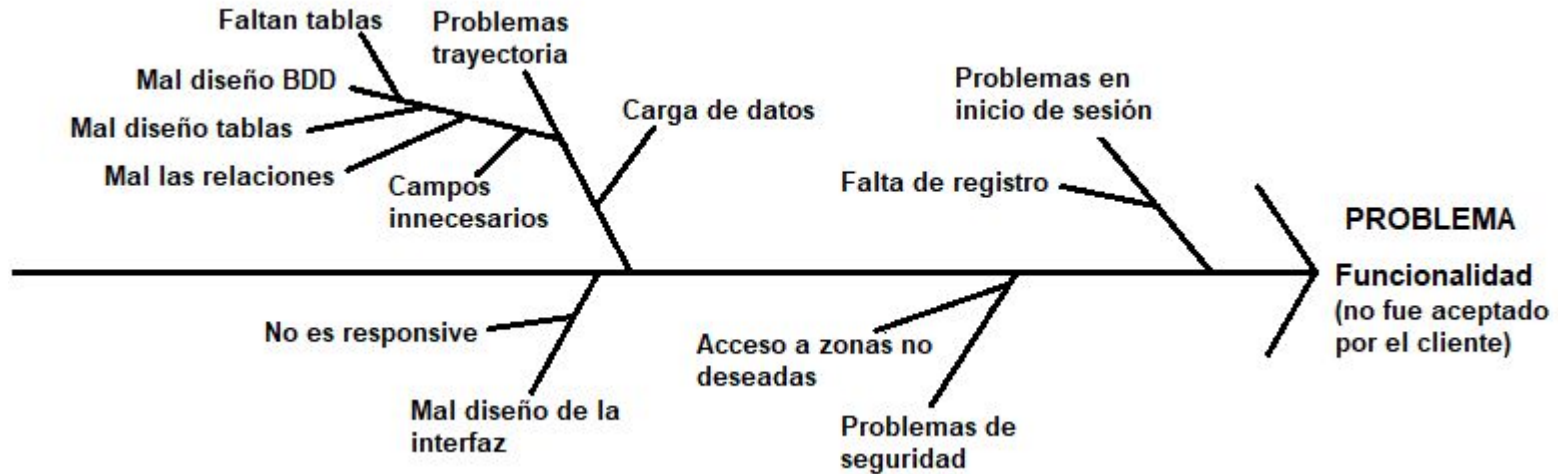 Faltan tablas
Problemas
trayectoria
Mal diseño BDD
Mal diseño tablas
Mal las relaciones
Campos
innecesarios
Carga de datos
Problemas en
inicio de sesión
Falta de registro
PROBLEMA
Funcionalidad
(no fue aceptado
por el cliente)
No es responsive
Mal diseño de la
interfaz
Acceso a zonas no
deseadas
Problemas de
seguridad